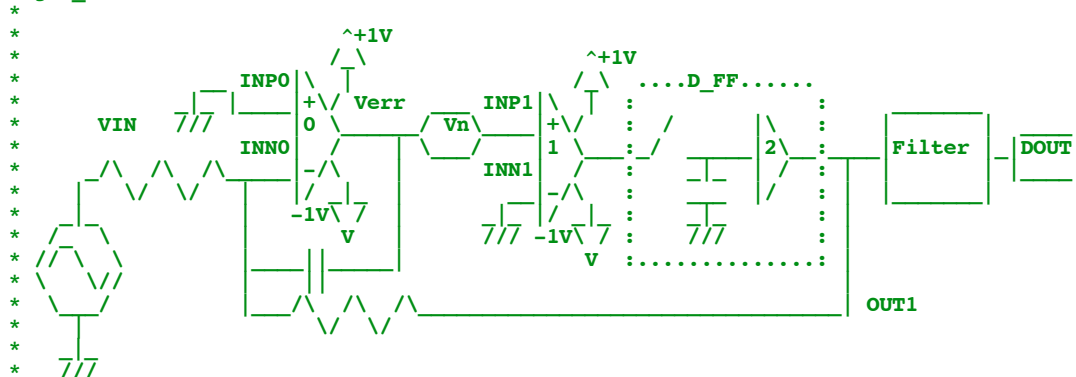 ^+1V
^+1V
INP0 ....D_FF......
+ Verr INP1
VIN 0 Vn +
INN0 1 2 Filter DOUT
- INN1
-
-1V
V -1V
V
OUT1